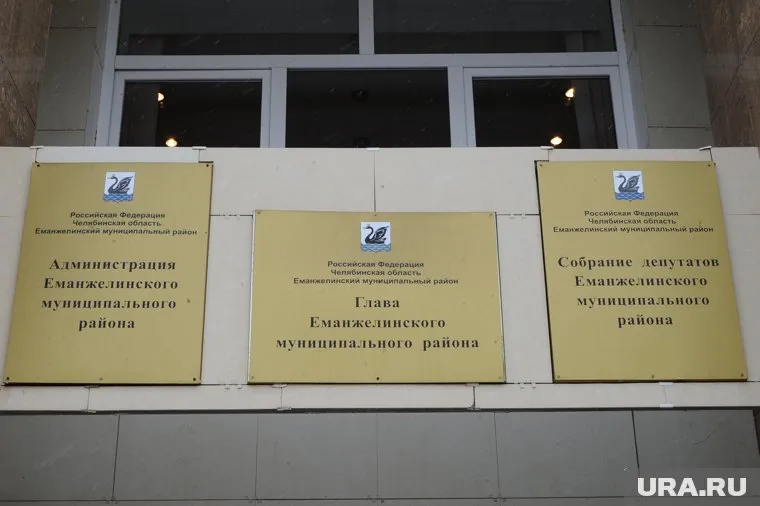 Российская Федерация
Челябинская область
Еманжелинский муниципальный район
Администрация
Еманжелинского
муниципального
района
Российская Федерация
Челябинская область
Еманжелинский муниципальный район
Глава
Еманжелинского
муниципального района
Российская Федерация
Челябинская область
Еманжелинский муниципальный район
Собрание депутатов
Еманжелинского
муниципального
района
URA.RU